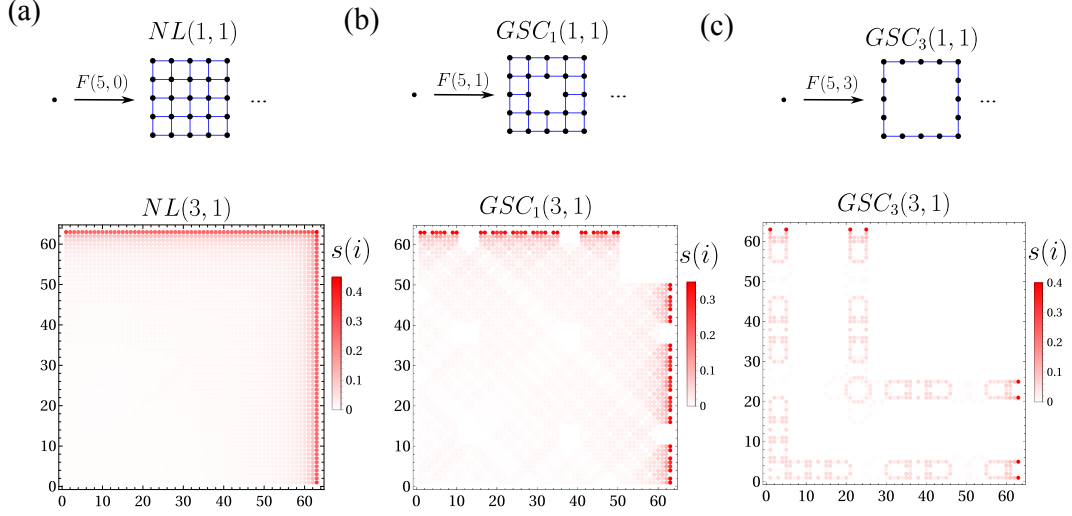 (a)
NL(1,1)
F(5,0)
...
(b)
GSC₁(1,1)
F(5,1)
...
(c)
GSC₃(1,1)
F(5,3)
...
NL(3,1)
60
50
40
30
20
10
0
0 10 20 30 40 50 60
s(i)
0.4
0.3
0.2
0.1
0
GSC₁(3,1)
60
50
40
30
20
10
0
0 10 20 30 40 50 60
s(i)
0.3
0.2
0.1
0
GSC₃(3,1)
60
50
40
30
20
10
0
0 10 20 30 40 50 60
s(i)
0.4
0.3
0.2
0.1
0